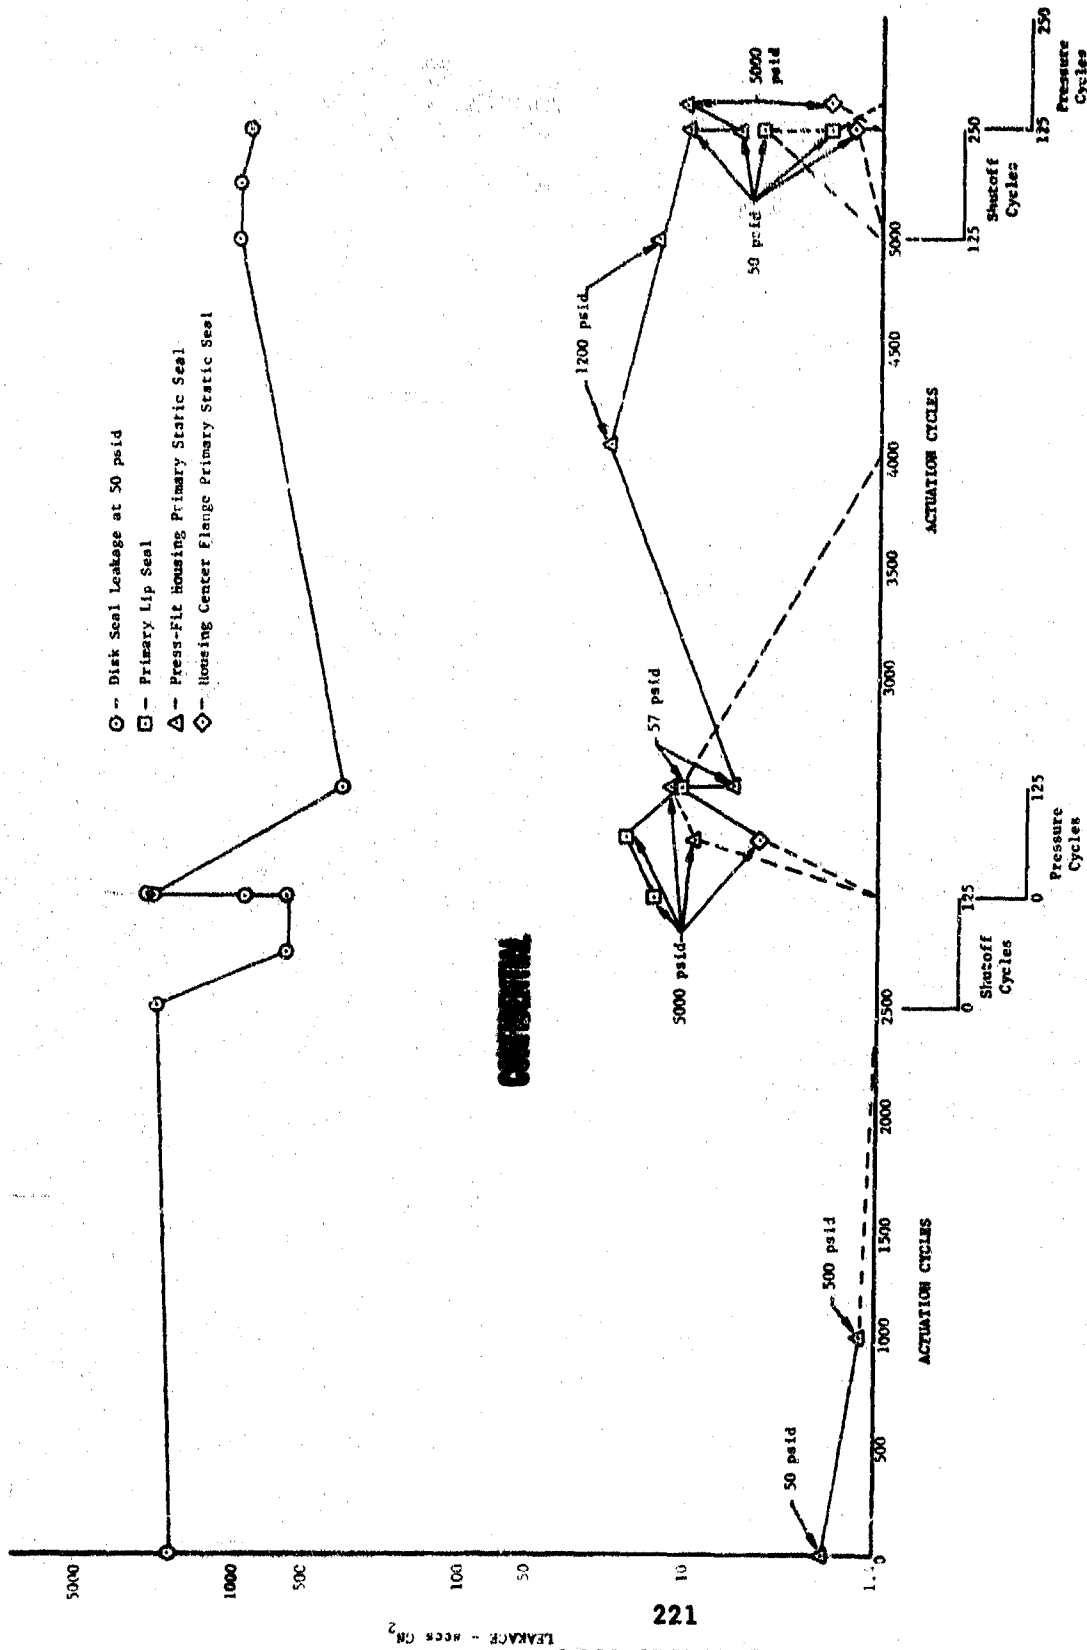 ○ - Disk Seal Leakage at 50 psid
□ - Primary Lip Seal
△ - Press-Fit Housing Primary Static Seal
◇ - Housing Center Flange Primary Static Seal
LEAKAGE - sccs GN2
5000
1000
500
100
50
10
50 psid
500 psid
5000 psid
57 psid
1200 psid
50 psid
5000 psid
CONFIDENTIAL
0
500
1000
1500
2000
2500
3000
3500
4000
4500
5000
ACTUATION CYCLES
ACTUATION CYCLES
0
125
Shutoff Cycles
0
125
Pressure Cycles
125
250
Shutoff Cycles
125
250
Pressure Cycles
221